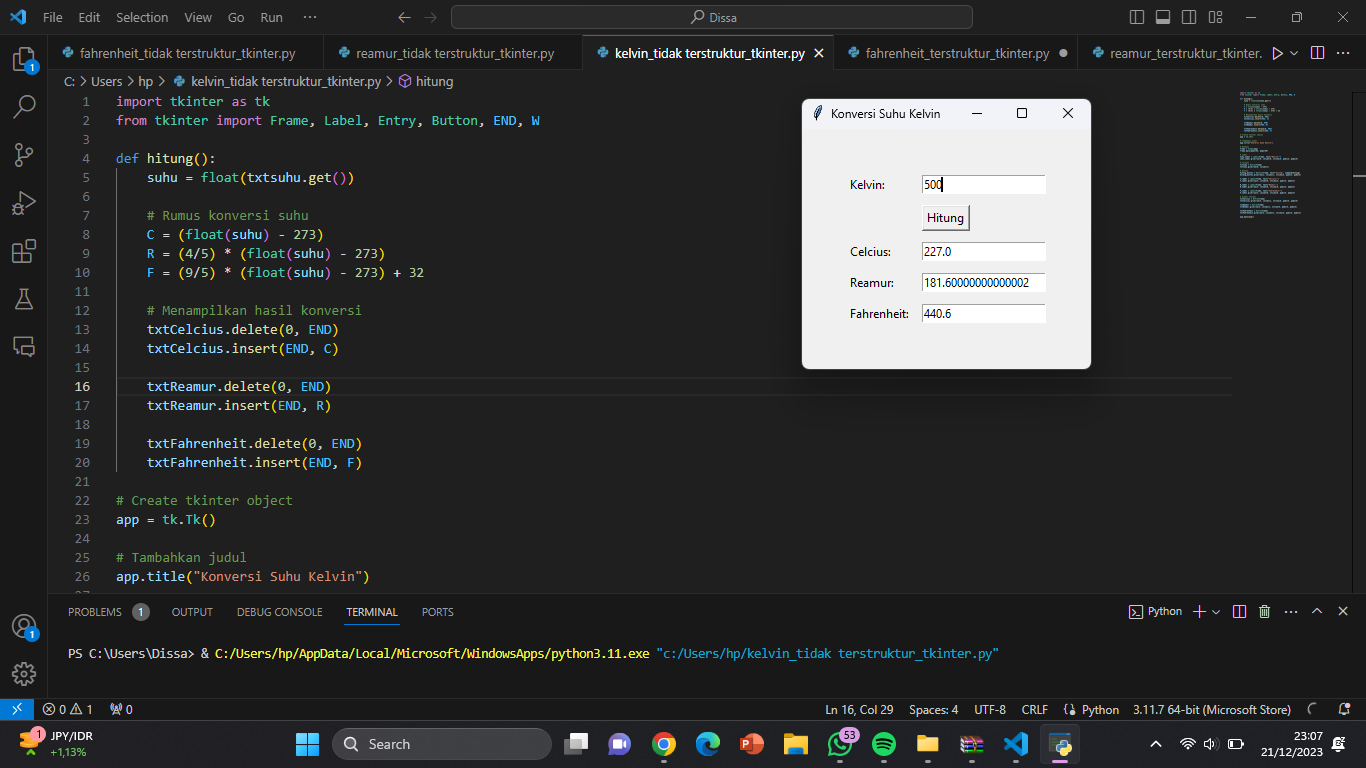 File Edit Selection View Go Run ··· Dissa
fahrenheit_tidak terstruktur_tkinter.py reamur_tidak terstruktur_tkinter.py kelvin_tidak terstruktur_tkinter.py fahrenheit_terstruktur_tkinter.py reamur_terstruktur_tkinter.
C: > Users > hp > kelvin_tidak terstruktur_tkinter.py > hitung
1 import tkinter as tk
2 from tkinter import Frame, Label, Entry, Button, END, W
3
4 def hitung():
5 suhu = float(txtsuhu.get())
6
7 # Rumus konversi suhu
8 C = (float(suhu) - 273)
9 R = (4/5) * (float(suhu) - 273)
10 F = (9/5) * (float(suhu) - 273) + 32
11
12 # Menampilkan hasil konversi
13 txtCelcius.delete(0, END)
14 txtCelcius.insert(END, C)
15
16 txtReamur.delete(0, END)
17 txtReamur.insert(END, R)
18
19 txtFahrenheit.delete(0, END)
20 txtFahrenheit.insert(END, F)
21
22 # Create tkinter object
23 app = tk.Tk()
24
25 # Tambahkan judul
26 app.title("Konversi Suhu Kelvin")
Konversi Suhu Kelvin
Kelvin: 500
Hitung
Celcius: 227.0
Reamur: 181.60000000000002
Fahrenheit: 440.6
PROBLEMS 1 OUTPUT DEBUG CONSOLE TERMINAL PORTS Python
PS C:\Users\Dissa> & C:/Users/hp/AppData/Local/Microsoft/WindowsApps/python3.11.exe "c:/Users/hp/kelvin_tidak terstruktur_tkinter.py"
0 1 0 Ln 16, Col 29 Spaces: 4 UTF-8 CRLF Python 3.11.7 64-bit (Microsoft Store)
1 JPY/IDR
+1,13%
Search
53
23:07
21/12/2023